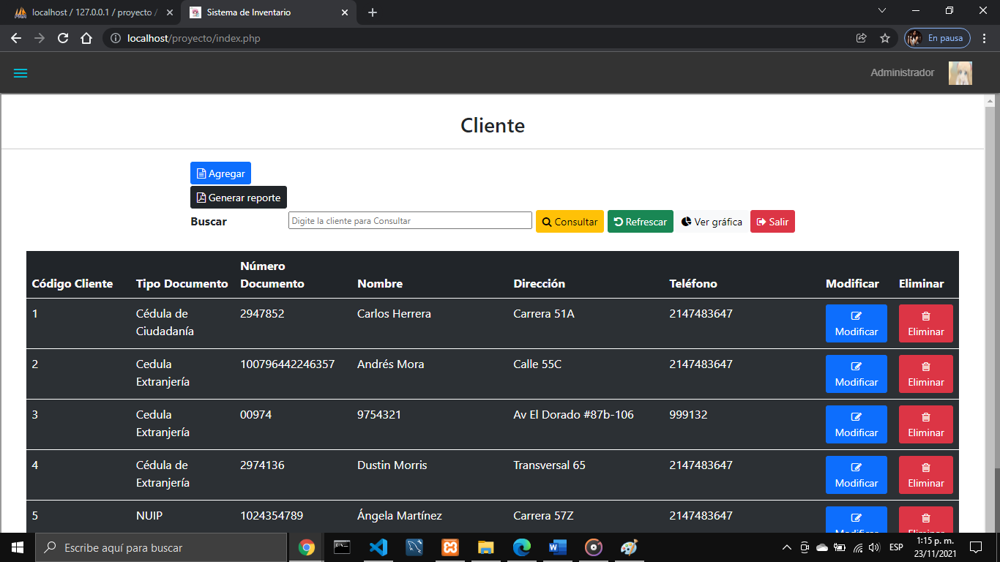 localhost / 127.0.0.1 / proyecto /
Sistema de Inventario
localhost/proyecto/index.php
En pausa
Administrador
Cliente
Agregar
Generar reporte
Buscar
Digite la cliente para Consultar
Consultar
Refrescar
Ver gráfica
Salir
Código Cliente Tipo Documento Número Documento Nombre Dirección Teléfono Modificar Eliminar
1 Cédula de Ciudadanía 2947852 Carlos Herrera Carrera 51A 2147483647 Modificar Eliminar
2 Cedula Extranjería 100796442246357 Andrés Mora Calle 55C 2147483647 Modificar Eliminar
3 Cedula Extranjería 00974 9754321 Av El Dorado #87b-106 999132 Modificar Eliminar
4 Cédula de Extranjería 2974136 Dustin Morris Transversal 65 2147483647 Modificar Eliminar
5 NUIP 1024354789 Ángela Martínez Carrera 57Z 2147483647 Modificar Eliminar
Escribe aquí para buscar
ESP
1:15 p. m.
23/11/2021